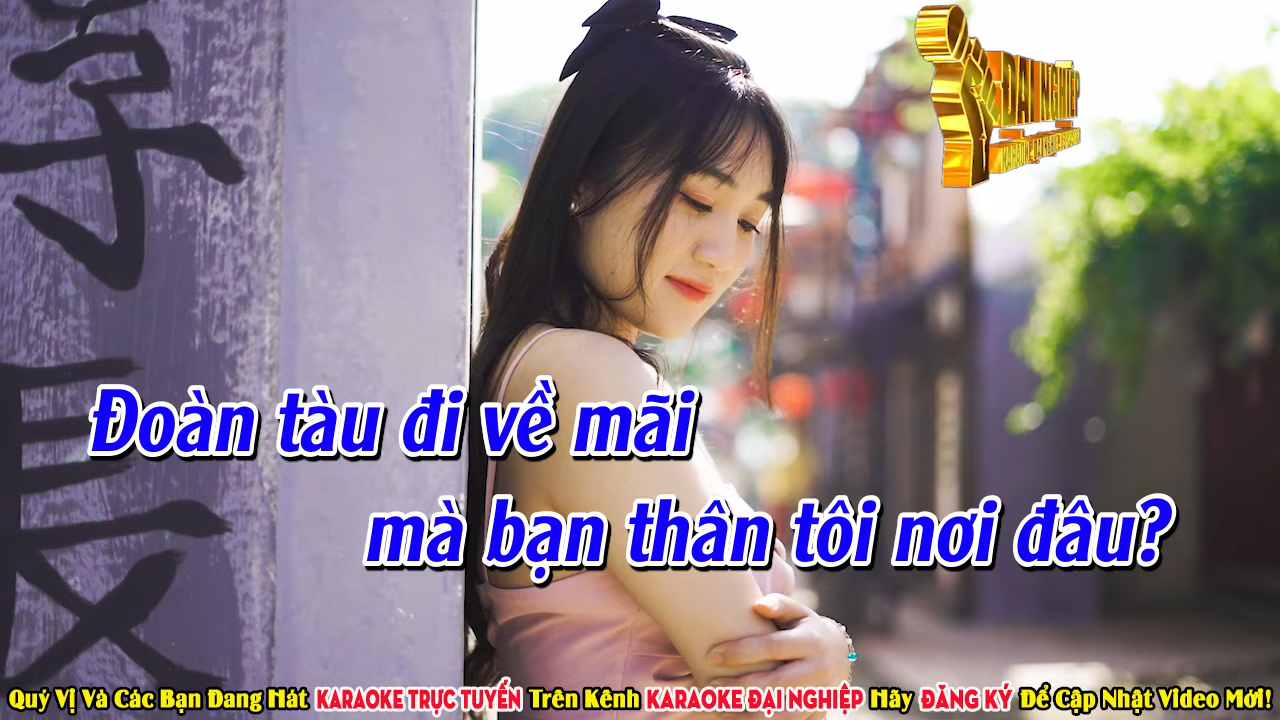 ĐẠI NGHIỆP
Đoàn tàu đi về mãi
mà bạn thân tôi nơi đâu?
Quý Vị Và Các Bạn Đang Hát KARAOKE TRỰC TUYẾN Trên Kênh KARAOKE ĐẠI NGHIỆP Hãy ĐĂNG KÝ Để Cập Nhật Video Mới!